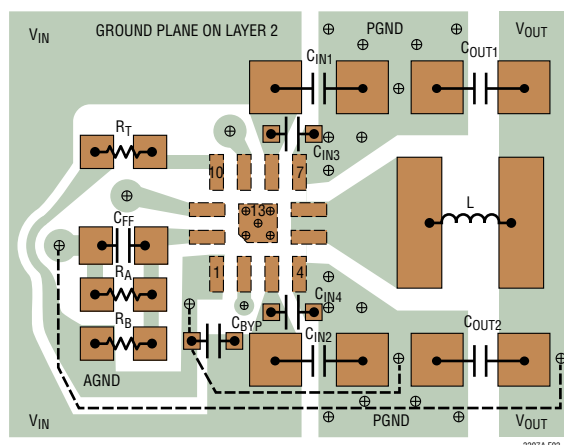 VIN GROUND PLANE ON LAYER 2 PGND VOUT
CIN1 COUT1
RT
CIN3
10 7
13
CFF
L
RA
1 4
CIN4
RB
CBYP
CIN2 COUT2
AGND
VIN PGND VOUT